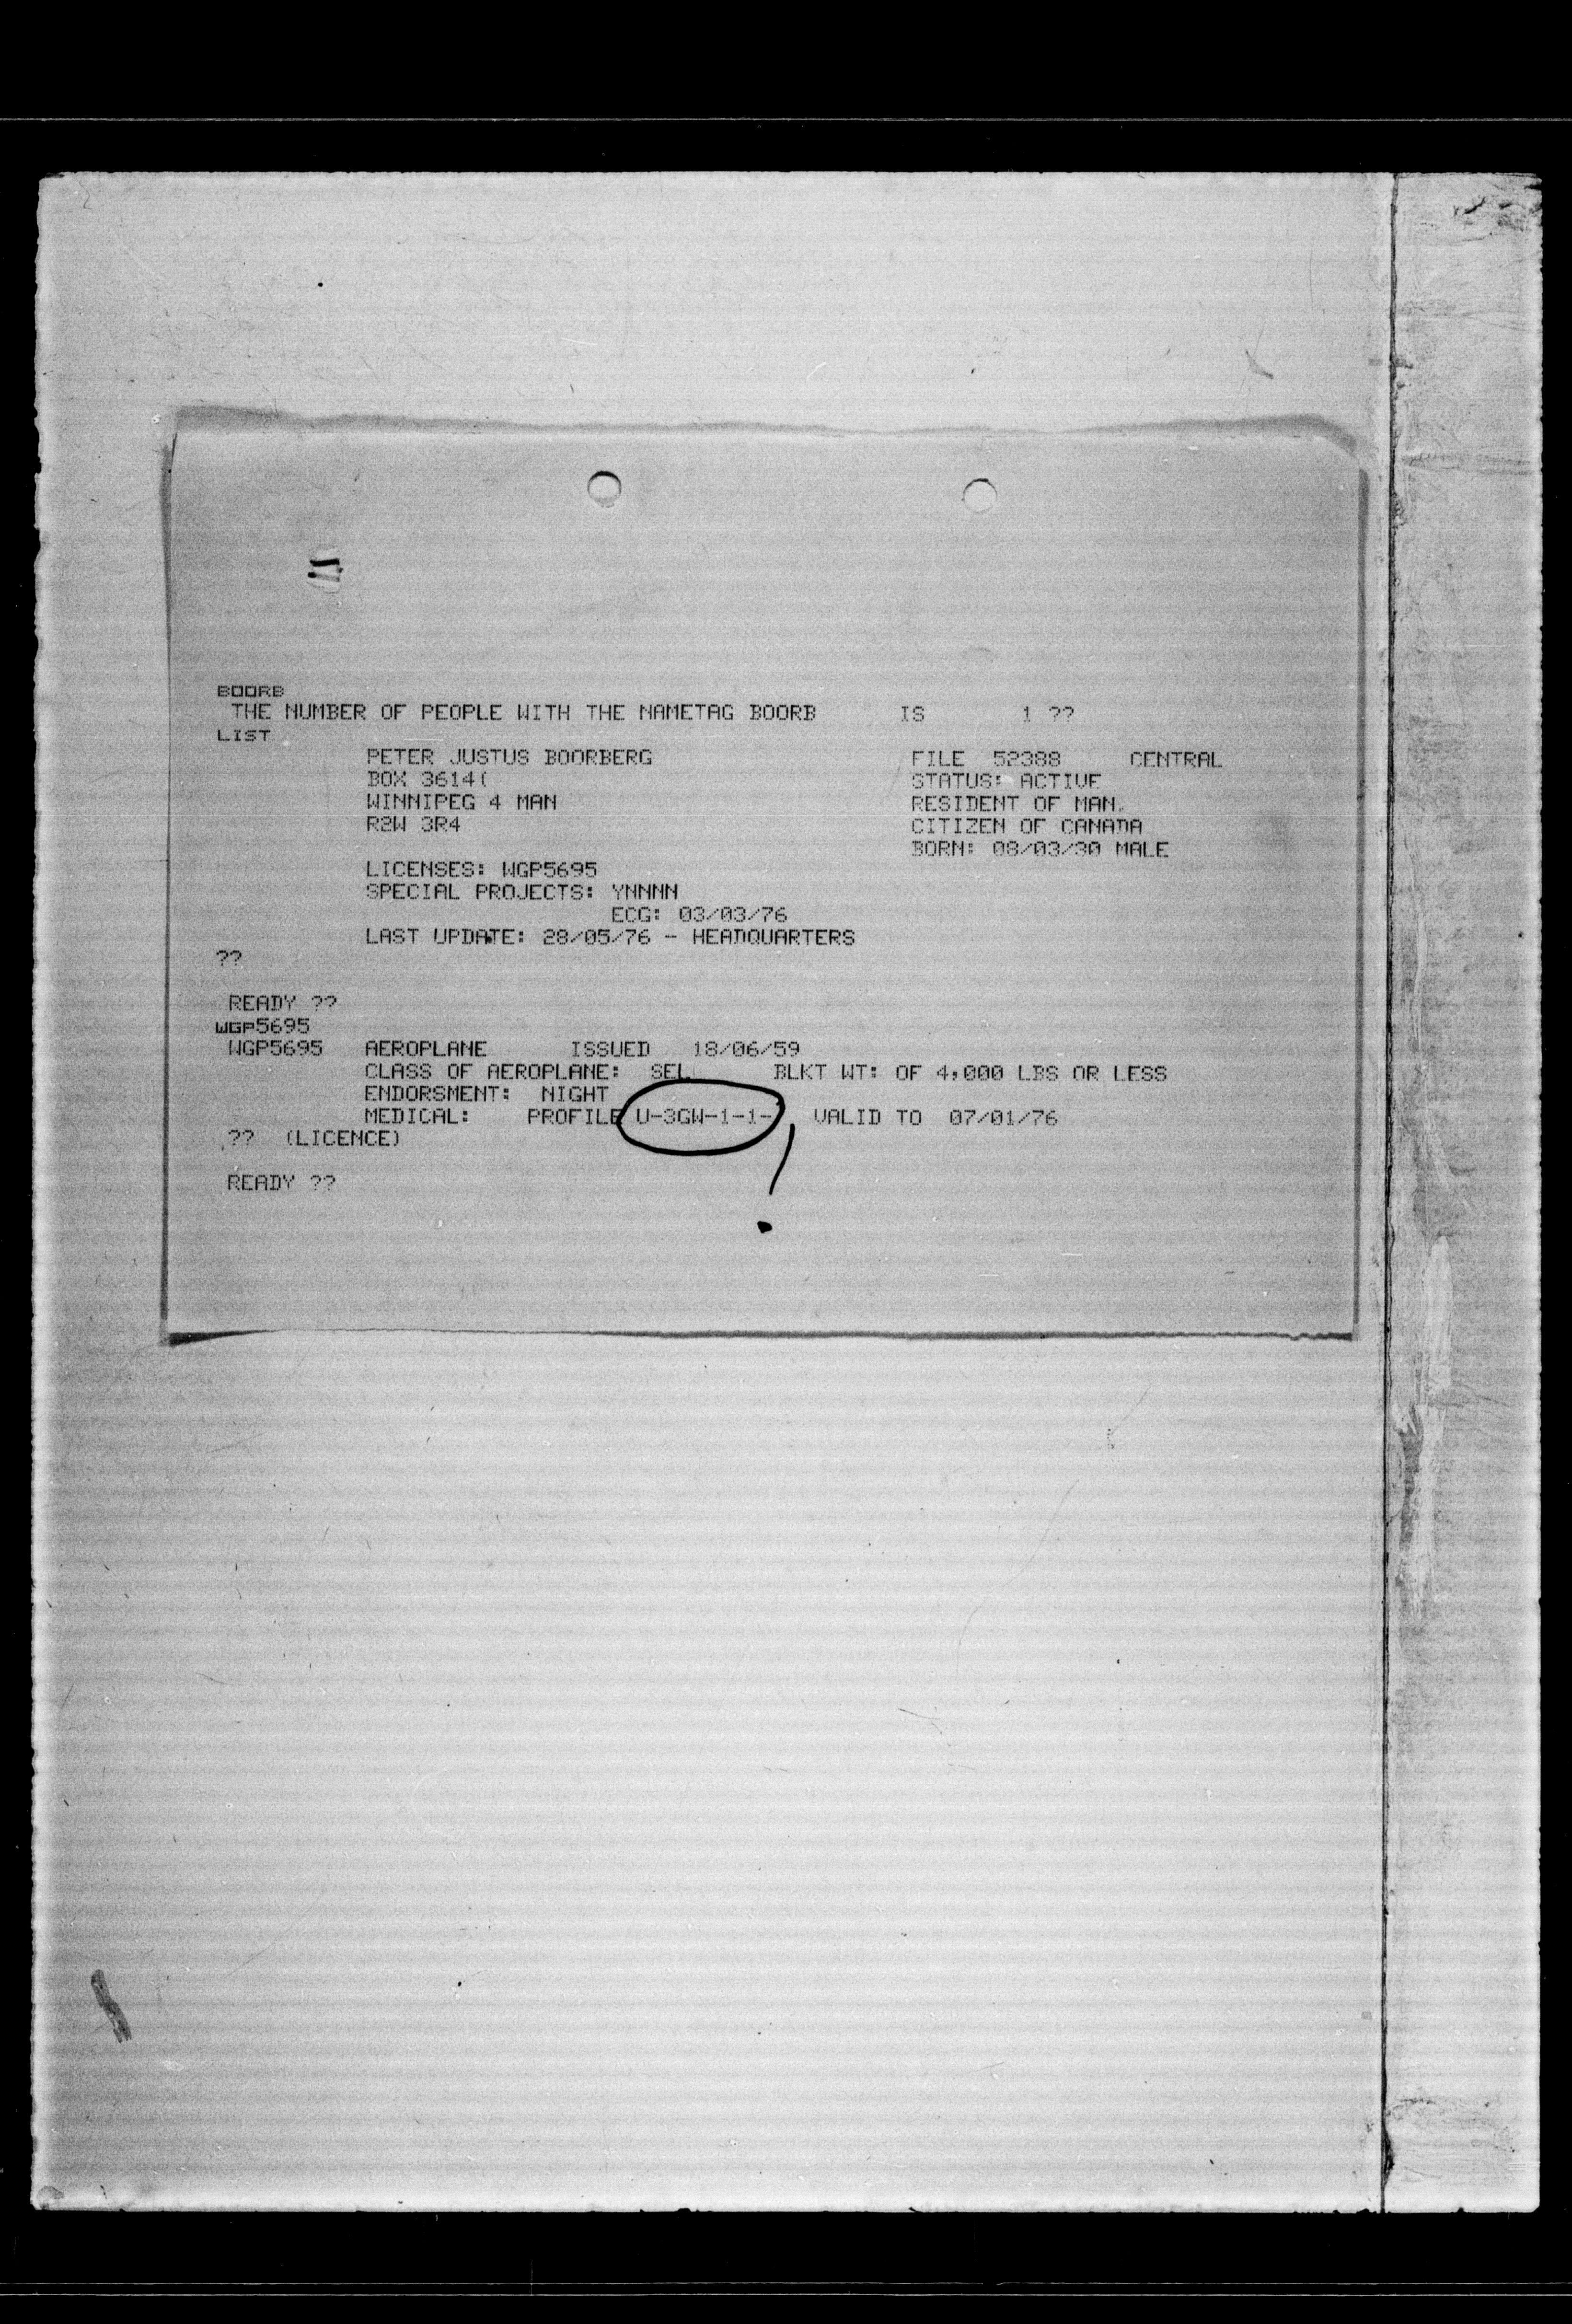 BOORB
THE NUMBER OF PEOPLE WITH THE NAMETAG BOORB IS 1 ??
LIST
PETER JUSTUS BOORBERG FILE 52388 CENTRAL
BOX 3614( STATUS: ACTIVE
WINNIPEG 4 MAN RESIDENT OF MAN.
R2W 3R4 CITIZEN OF CANADA
BORN: 08/03/30 MALE
LICENSES: WGP5695
SPECIAL PROJECTS: YNNNN
ECG: 03/03/76
LAST UPDATE: 28/05/76 - HEADQUARTERS
??
READY ??
WGP5695
WGP5695 AEROPLANE ISSUED 18/06/59
CLASS OF AEROPLANE: SEL BLKT WT: OF 4,000 LBS OR LESS
ENDORSMENT: NIGHT
MEDICAL: PROFILE U-3GW-1-1- VALID TO 07/01/76
?? (LICENCE)
READY ??